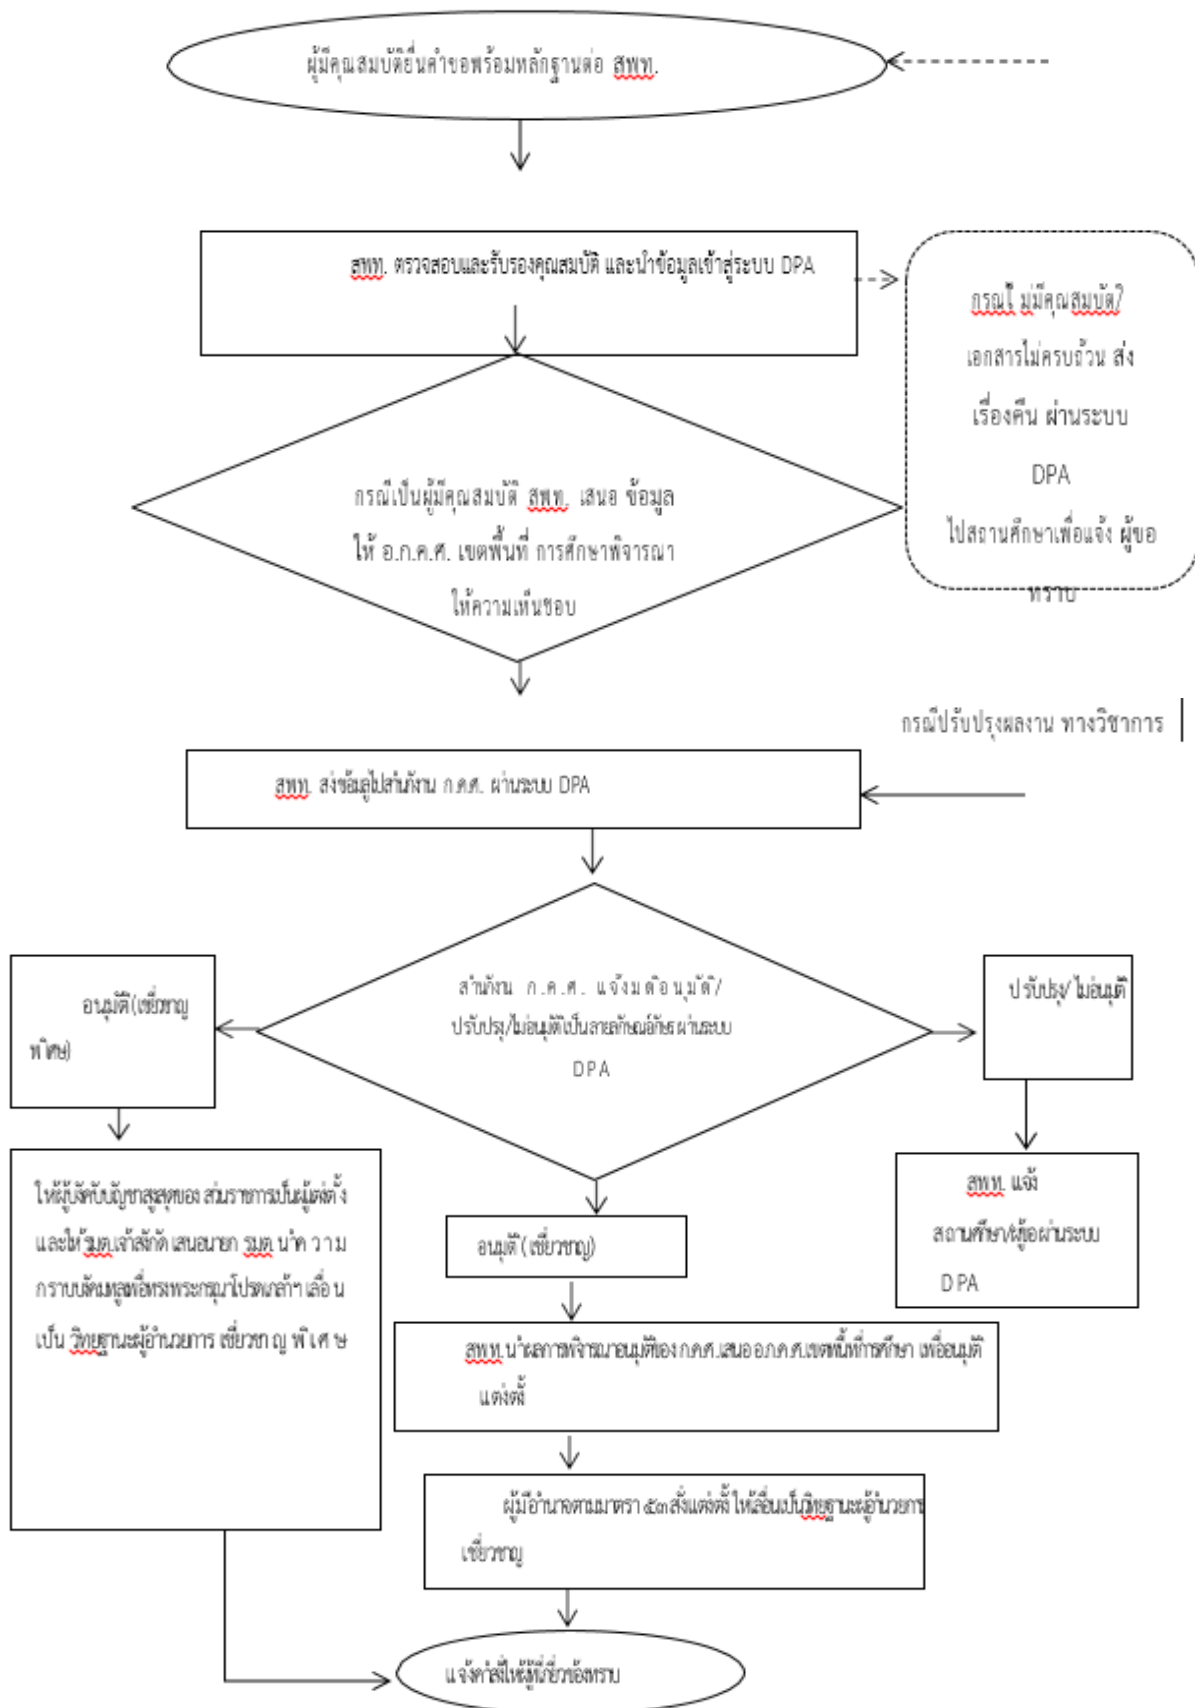 ผู้มีคุณสมบัติยื่นคำขอพร้อมหลักฐานต่อ สพท.
สพท. ตรวจสอบและรับรองคุณสมบัติ และนำข้อมูลเข้าสู่ระบบ DPA
กรณีไม่มีคุณสมบัติ/
เอกสารไม่ครบถ้วน ส่ง
เรื่องคืน ผ่านระบบ
DPA
ไปสถานศึกษาเพื่อแจ้ง ผู้ขอ
ทราบ
กรณีเป็นผู้มีคุณสมบัติ สพท. เสนอ ข้อมูล
ให้ อ.ก.ค.ศ. เขตพื้นที่ การศึกษาพิจารณา
ให้ความเห็นชอบ
กรณีปรับปรุงผลงาน ทางวิชาการ
สพท. ส่งข้อมูลไปสำนักงาน ก.ค.ศ. ผ่านระบบ DPA
สำนักงาน ก.ค.ศ. แจ้งมติอนุมัติ/
ปรับปรุง/ไม่อนุมัติเป็นลายลักษณ์อักษร ผ่านระบบ
DPA
อนุมัติ (เชี่ยวชาญ
พิเศษ)
ปรับปรุง/ ไม่อนุมัติ
ให้ผู้บังคับบัญชาสูงสุดของ ส่วนราชการเป็นผู้แต่งตั้ง
และให้ รมต.เจ้าสังกัด เสนอนายก รมต. นำความ
กราบบังคมทูลเพื่อทรงพระกรุณาโปรดเกล้าฯ เลื่อน
เป็น วิทยฐานะผู้อำนวยการ เชี่ยวชาญพิเศษ
สพท. แจ้ง
สถานศึกษา/ผู้ขอผ่านระบบ
DPA
อนุมัติ (เชี่ยวชาญ)
สพท.นำผลการพิจารณาอนุมัติของ ก.ค.ศ.เสนอ อ.ก.ค.ศ.เขตพื้นที่การศึกษา เพื่ออนุมัติ
แต่งตั้ง
ผู้มีอำนาจตามมาตรา ๕๓ สั่งแต่งตั้ง ให้เลื่อนเป็นวิทยฐานะผู้อำนวยการ
เชี่ยวชาญ
แจ้งคำสั่งให้ผู้ที่เกี่ยวข้องทราบ